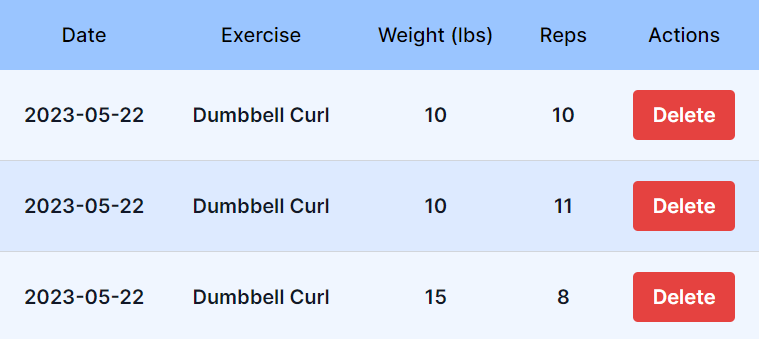 Date Exercise Weight (lbs) Reps Actions
2023-05-22 Dumbbell Curl 10 10 Delete
2023-05-22 Dumbbell Curl 10 11 Delete
2023-05-22 Dumbbell Curl 15 8 Delete